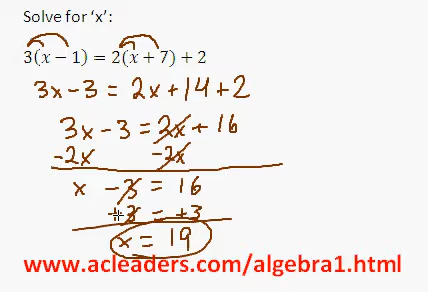 Solve for ‘x’:
3(x − 1) = 2(x + 7) + 2
3x - 3 = 2x + 14 + 2
3x - 3 = 2x + 16
-2x -2x
x - 3 = 16
+3 = +3
x = 19
www.acleaders.com/algebra1.html